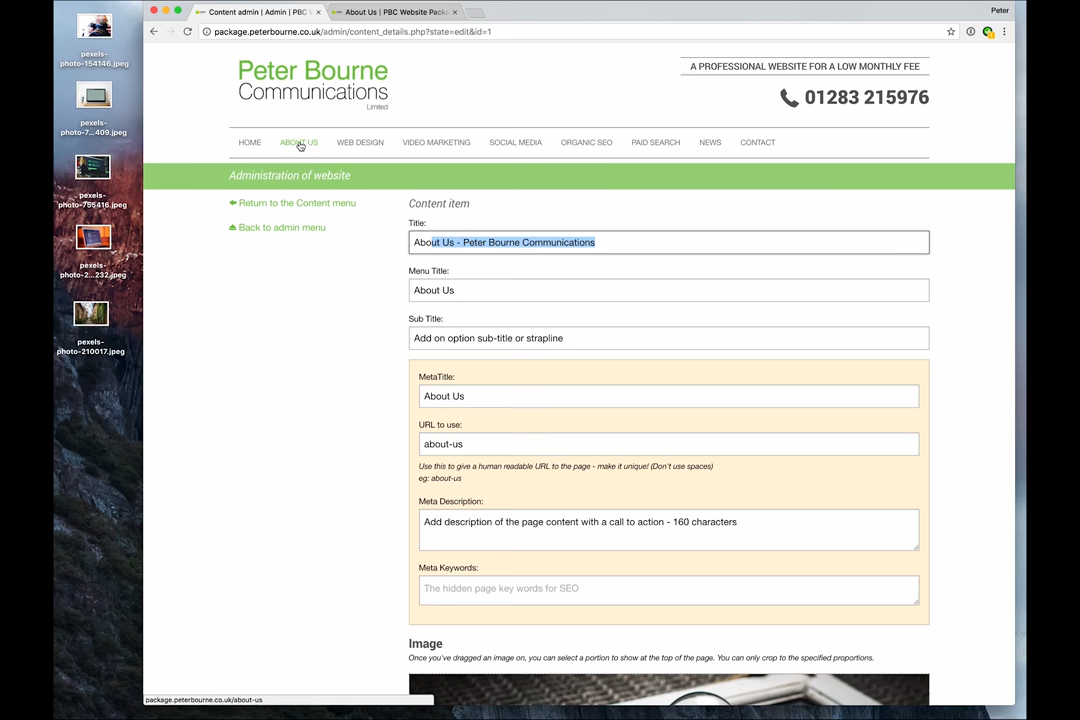 Content admin | Admin | PBC
About Us | PBC Website Pack
Peter
package.peterbourne.co.uk/admin/content_details.php?state=edit&id=1
pexels-
photo-154146.jpeg
pexels-
photo-7...409.jpeg
pexels-
photo-755416.jpeg
pexels-
photo-2...232.jpeg
pexels-
photo-210017.jpeg
Peter Bourne
Communications
Limited
A PROFESSIONAL WEBSITE FOR A LOW MONTHLY FEE
01283 215976
HOME ABOUT US WEB DESIGN VIDEO MARKETING SOCIAL MEDIA ORGANIC SEO PAID SEARCH NEWS CONTACT
Administration of website
Return to the Content menu
Back to admin menu
Content item
Title:
About Us - Peter Bourne Communications
Menu Title:
About Us
Sub Title:
Add on option sub-title or strapline
MetaTitle:
About Us
URL to use:
about-us
Use this to give a human readable URL to the page - make it unique! (Don't use spaces)
eg: about-us
Meta Description:
Add description of the page content with a call to action - 160 characters
Meta Keywords:
The hidden page key words for SEO
Image
Once you've dragged an image on, you can select a portion to show at the top of the page. You can only crop to the specified proportions.
package.peterbourne.co.uk/about-us